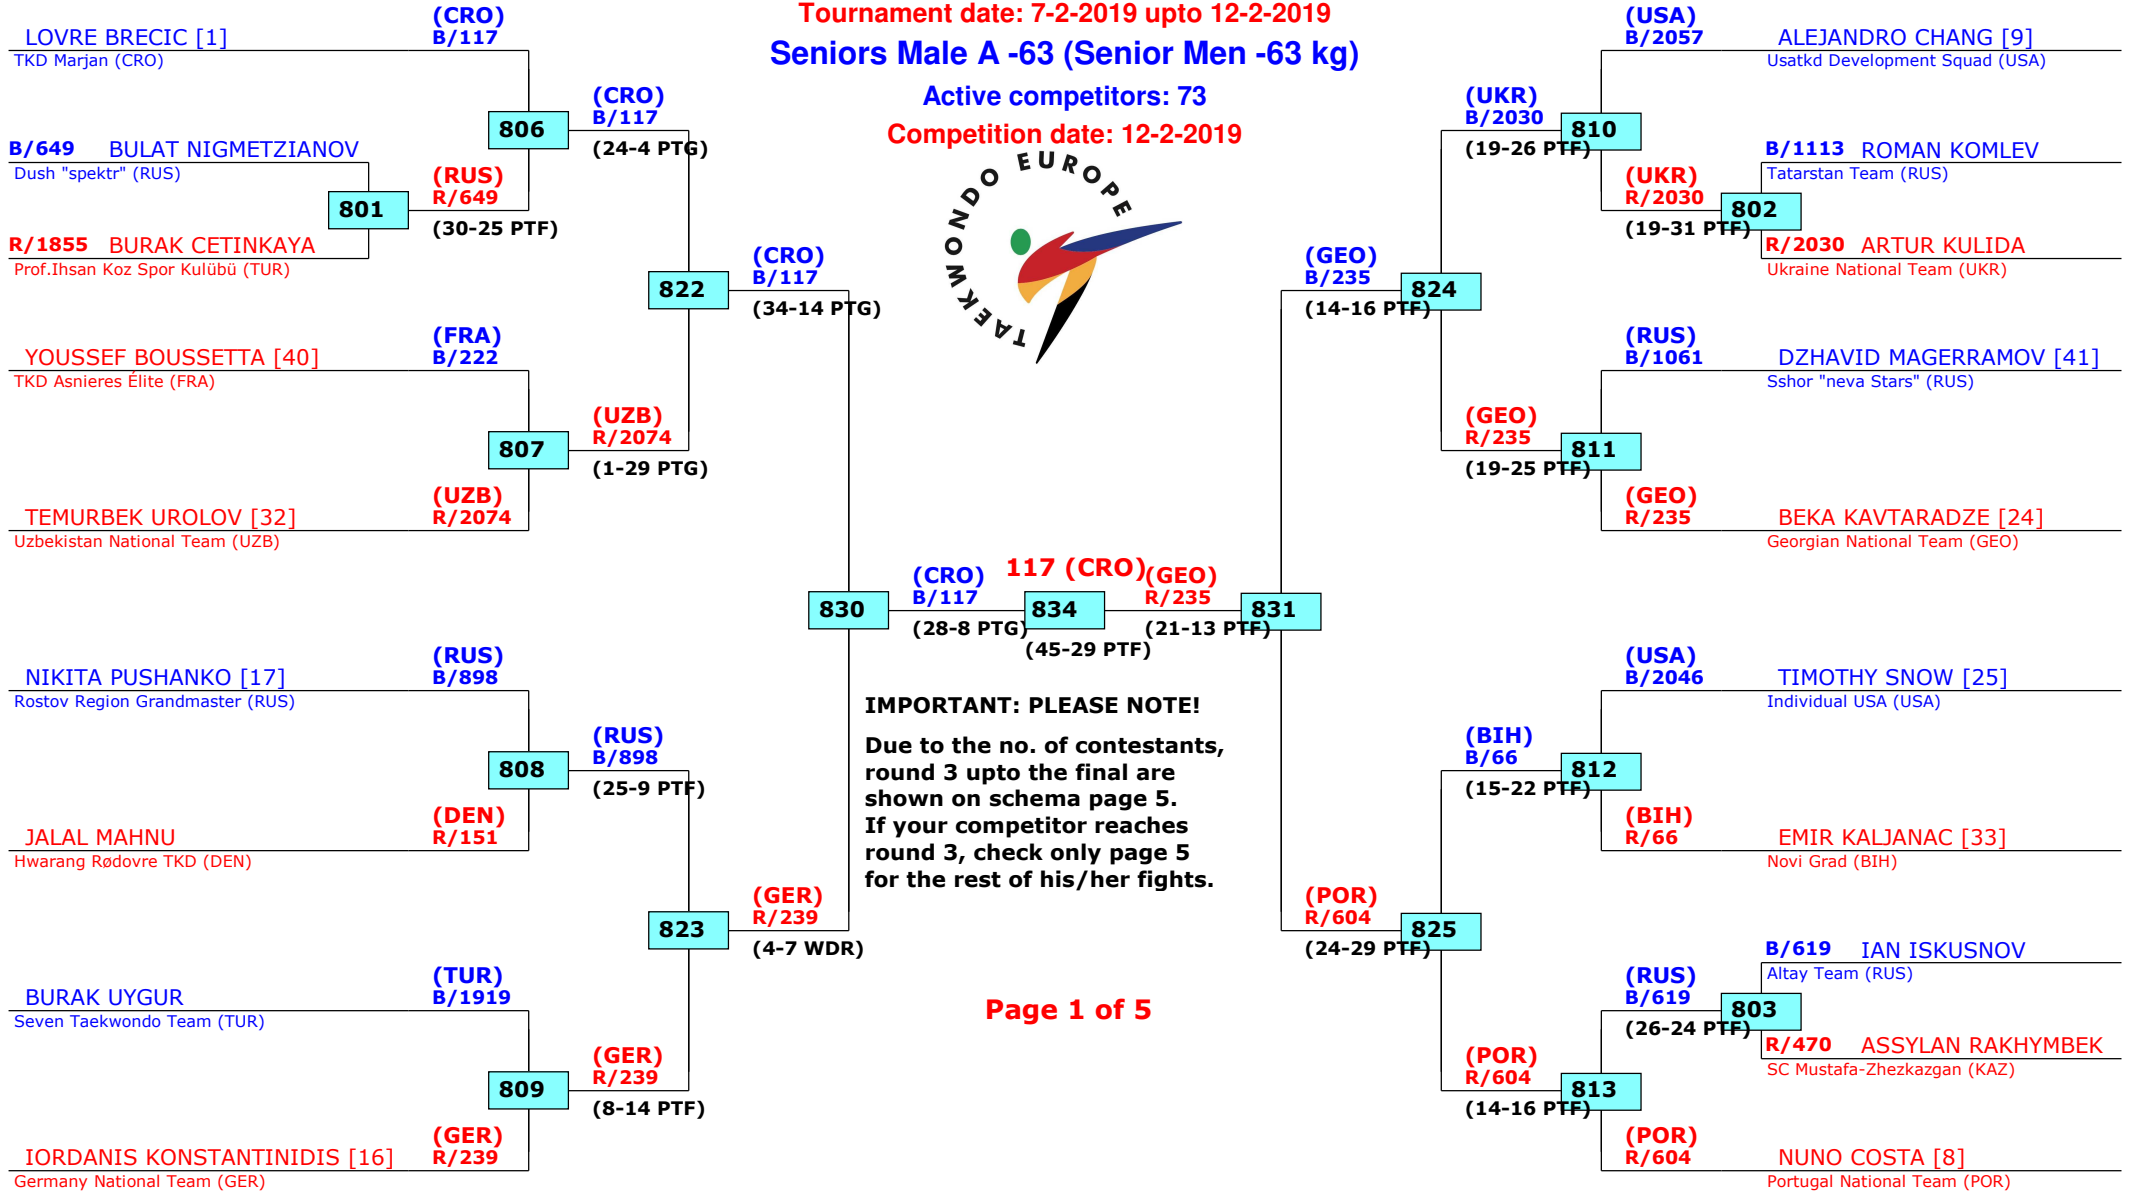 Tournament date: 7-2-2019 upto 12-2-2019
Seniors Male A -63 (Senior Men -63 kg)
Active competitors: 73
Competition date: 12-2-2019
TAEKWONDO EUROPE
LOVRE BRECIC [1]
TKD Marjan (CRO)
(CRO)
B/117
B/649 BULAT NIGMETZIANOV
Dush "spektr" (RUS)
801
R/1855 BURAK CETINKAYA
Prof.Ihsan Koz Spor Kulübü (TUR)
(RUS)
R/649
(30-25 PTF)
806
(CRO)
B/117
(24-4 PTG)
YOUSSEF BOUSSETTA [40]
TKD Asnieres Élite (FRA)
(FRA)
B/222
807
TEMURBEK UROLOV [32]
Uzbekistan National Team (UZB)
(UZB)
R/2074
(UZB)
R/2074
(1-29 PTG)
822
(CRO)
B/117
(34-14 PTG)
NIKITA PUSHANKO [17]
Rostov Region Grandmaster (RUS)
(RUS)
B/898
808
JALAL MAHNU
Hwarang Rødovre TKD (DEN)
(DEN)
R/151
(RUS)
B/898
(25-9 PTF)
BURAK UYGUR
Seven Taekwondo Team (TUR)
(TUR)
B/1919
809
IORDANIS KONSTANTINIDIS [16]
Germany National Team (GER)
(GER)
R/239
(GER)
R/239
(8-14 PTF)
823
(GER)
R/239
(4-7 WDR)
830
(CRO)
B/117
(28-8 PTG)
117 (CRO)
834
(45-29 PTF)
(GEO)
R/235
(21-13 PTF)
831
IMPORTANT: PLEASE NOTE!
Due to the no. of contestants,
round 3 upto the final are
shown on schema page 5.
If your competitor reaches
round 3, check only page 5
for the rest of his/her fights.
Page 1 of 5
(USA)
B/2057
ALEJANDRO CHANG [9]
Usatkd Development Squad (USA)
810
(UKR)
B/2030
(19-26 PTF)
B/1113 ROMAN KOMLEV
Tatarstan Team (RUS)
802
R/2030 ARTUR KULIDA
Ukraine National Team (UKR)
(UKR)
R/2030
(19-31 PTF)
824
(GEO)
B/235
(14-16 PTF)
(RUS)
B/1061
DZHAVID MAGERRAMOV [41]
Sshor "neva Stars" (RUS)
811
(GEO)
R/235
(19-25 PTF)
(GEO)
R/235
BEKA KAVTARADZE [24]
Georgian National Team (GEO)
(USA)
B/2046
TIMOTHY SNOW [25]
Individual USA (USA)
812
(BIH)
B/66
(15-22 PTF)
(BIH)
R/66
EMIR KALJANAC [33]
Novi Grad (BIH)
825
(POR)
R/604
(24-29 PTF)
B/619 IAN ISKUSNOV
Altay Team (RUS)
803
R/470 ASSYLAN RAKHYMBEK
SC Mustafa-Zhezkazgan (KAZ)
(RUS)
B/619
(26-24 PTF)
813
(POR)
R/604
(14-16 PTF)
(POR)
R/604
NUNO COSTA [8]
Portugal National Team (POR)